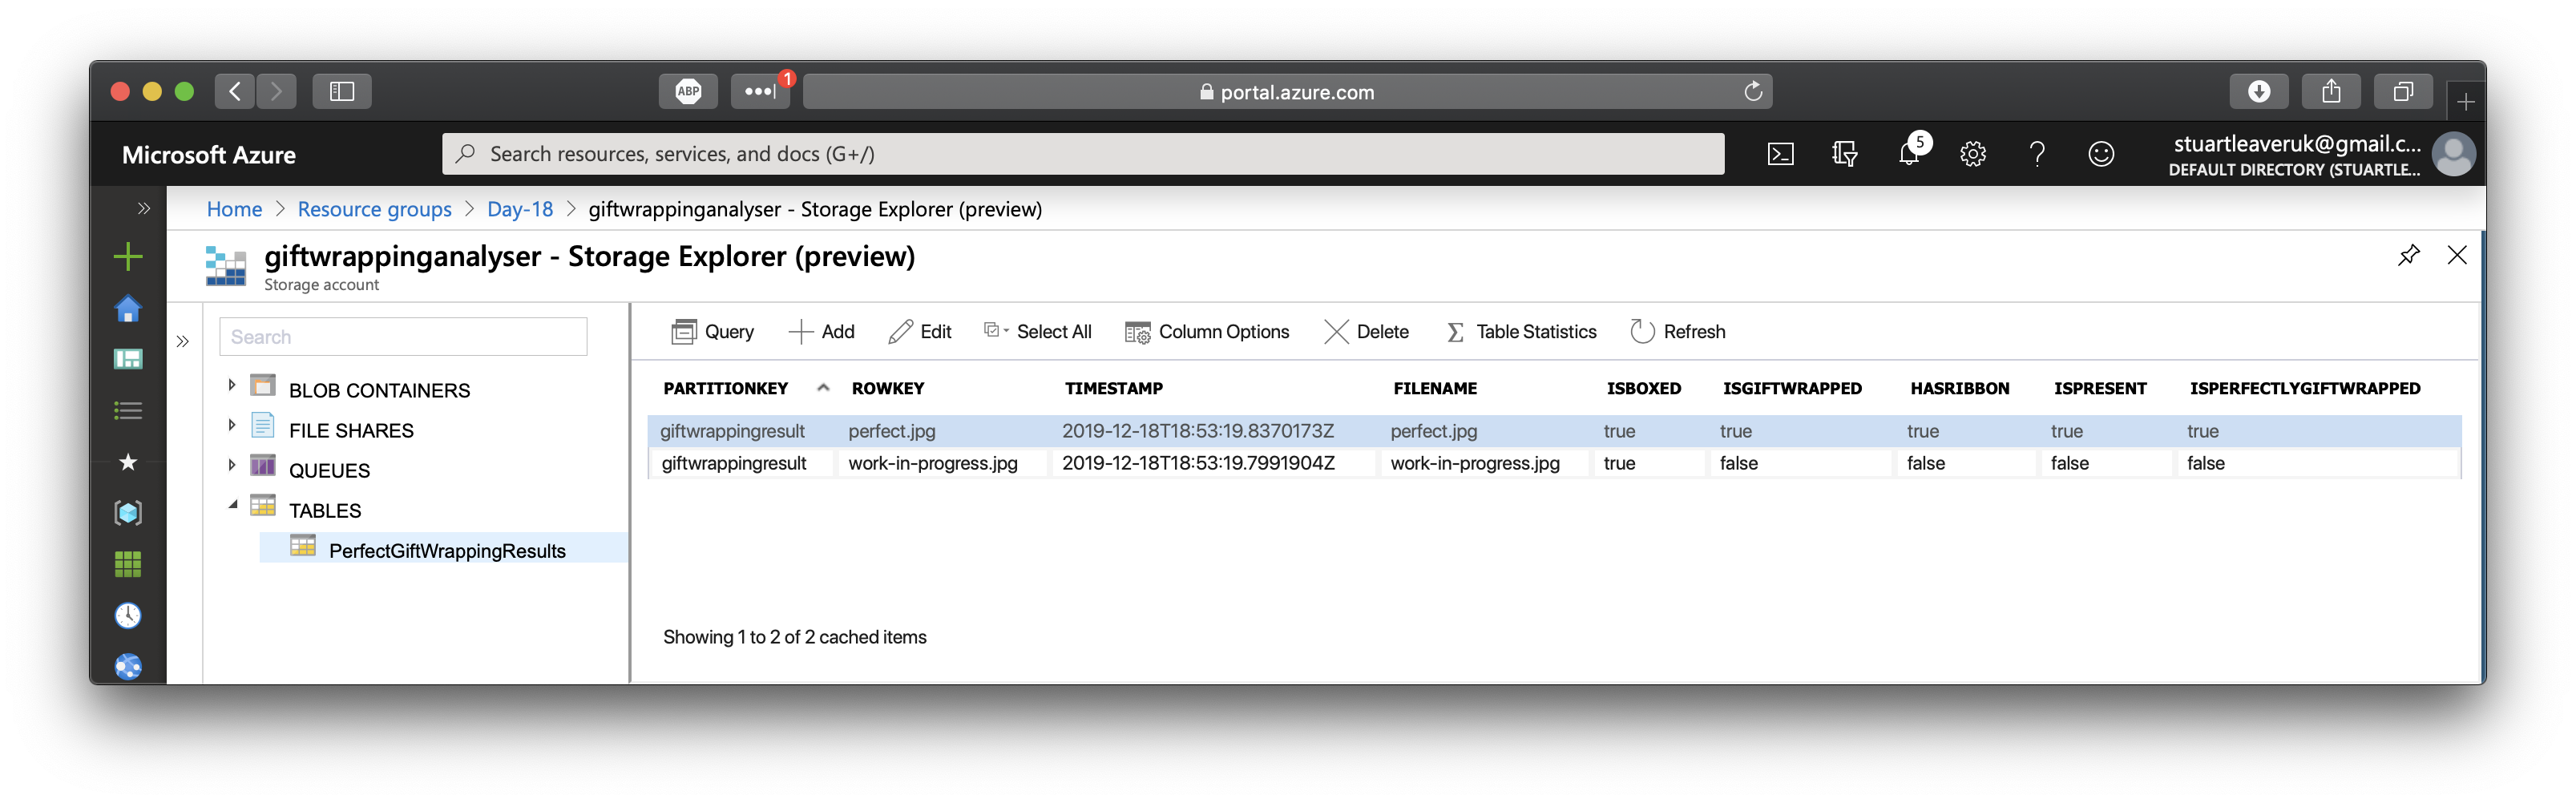 ABP
1
portal.azure.com
Microsoft Azure
Search resources, services, and docs (G+/)
5
stuartleaveruk@gmail.c...
DEFAULT DIRECTORY (STUARTLE...
Home > Resource groups > Day-18 > giftwrappinganalyser - Storage Explorer (preview)
giftwrappinganalyser - Storage Explorer (preview)
Storage account
Search
BLOB CONTAINERS
FILE SHARES
QUEUES
TABLES
PerfectGiftWrappingResults
Query Add Edit Select All Column Options Delete Table Statistics Refresh
PARTITIONKEY ROWKEY TIMESTAMP FILENAME ISBOXED ISGIFTWRAPPED HASRIBBON ISPRESENT ISPERFECTLYGIFTWRAPPED
giftwrappingresult perfect.jpg 2019-12-18T18:53:19.8370173Z perfect.jpg true true true true true
giftwrappingresult work-in-progress.jpg 2019-12-18T18:53:19.7991904Z work-in-progress.jpg true false false false false
Showing 1 to 2 of 2 cached items